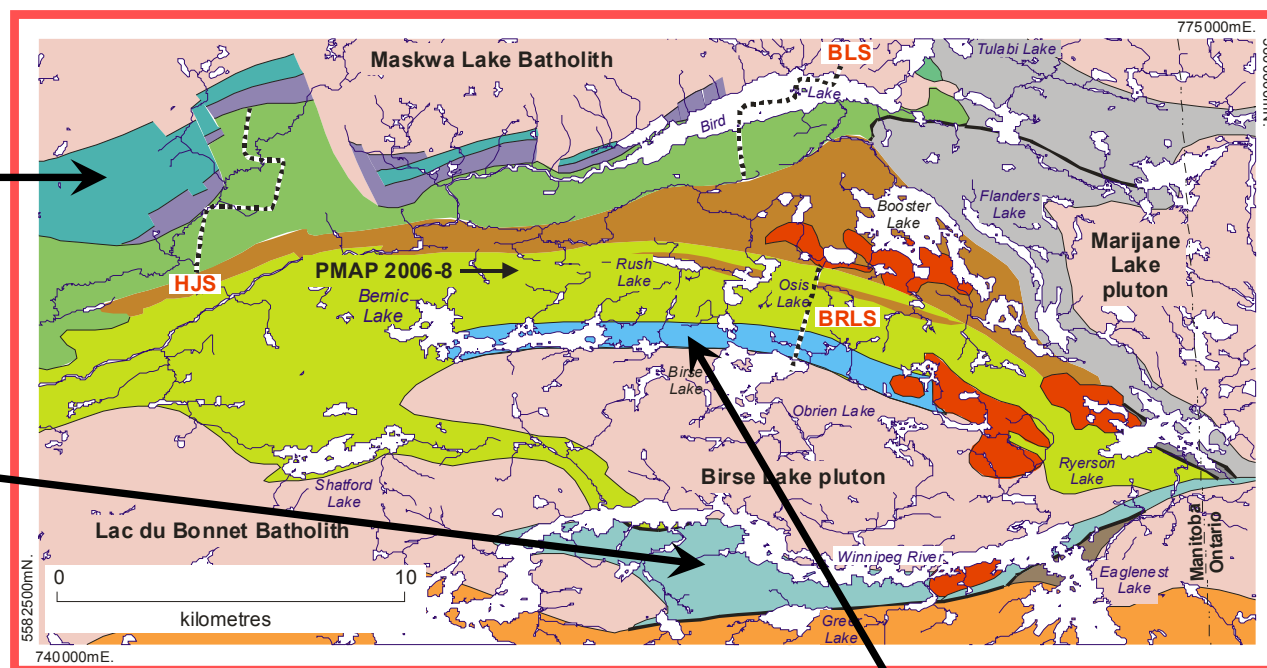 775000mE.
BLS
Tulabi Lake
Maskwa Lake Batholith
Lake
Bird
Flanders
Lake
Booster
Lake
Marijane
Lake
pluton
PMAP 2006-8
Rush
Lake
HJS
Bernic
Lake
Osis
Lake
BRLS
Birse
Lake
Obrien Lake
Ryerson
Lake
Birse Lake pluton
Shatford
Lake
Lac du Bonnet Batholith
Winnipeg River
Manitoba
Ontario
Eaglenest
Lake
0 10
kilometres
Greer
Lake
5582500mN.
740000mE.